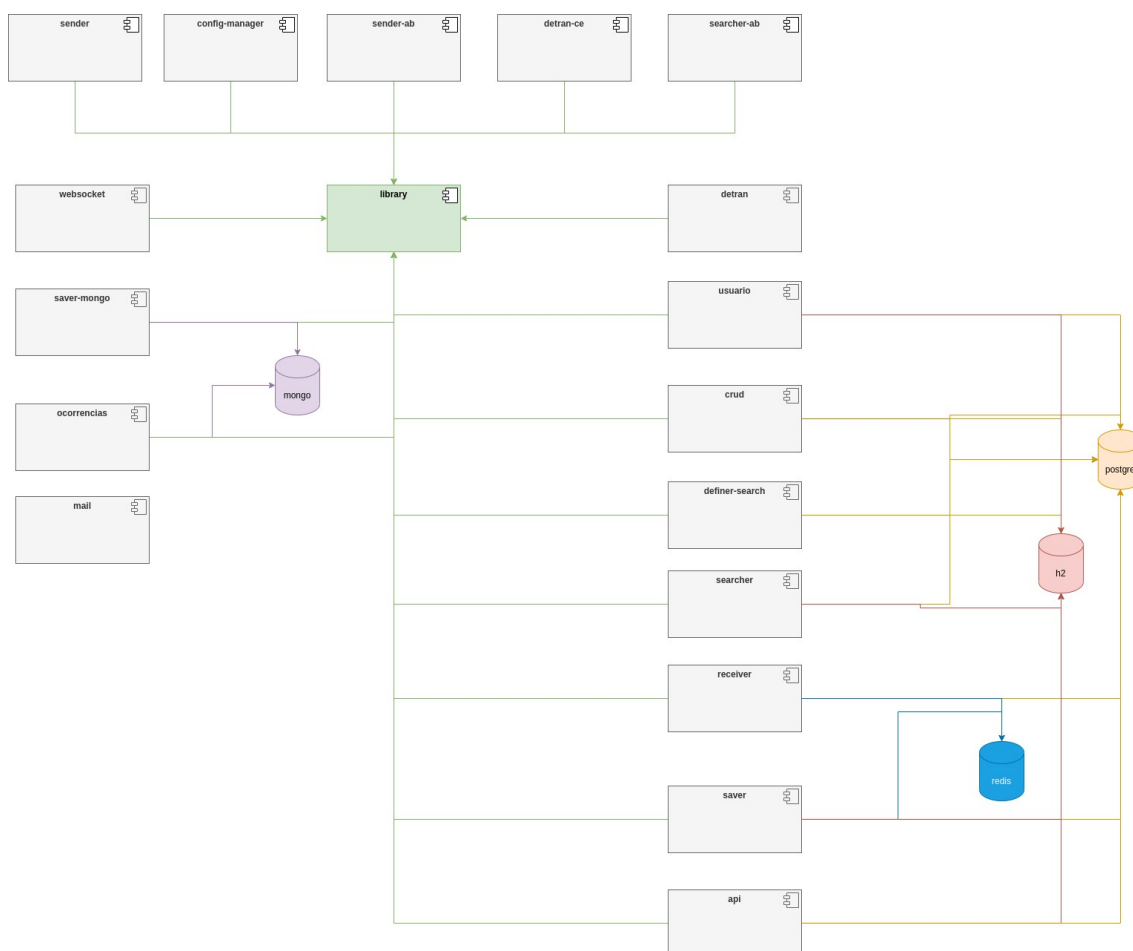 sender
config-manager
sender-ab
detran-ce
searcher-ab
websocket
library
detran
saver-mongo
usuario
mongo
crud
ocorrencias
postgre
mail
definer-search
h2
searcher
receiver
redis
saver
api